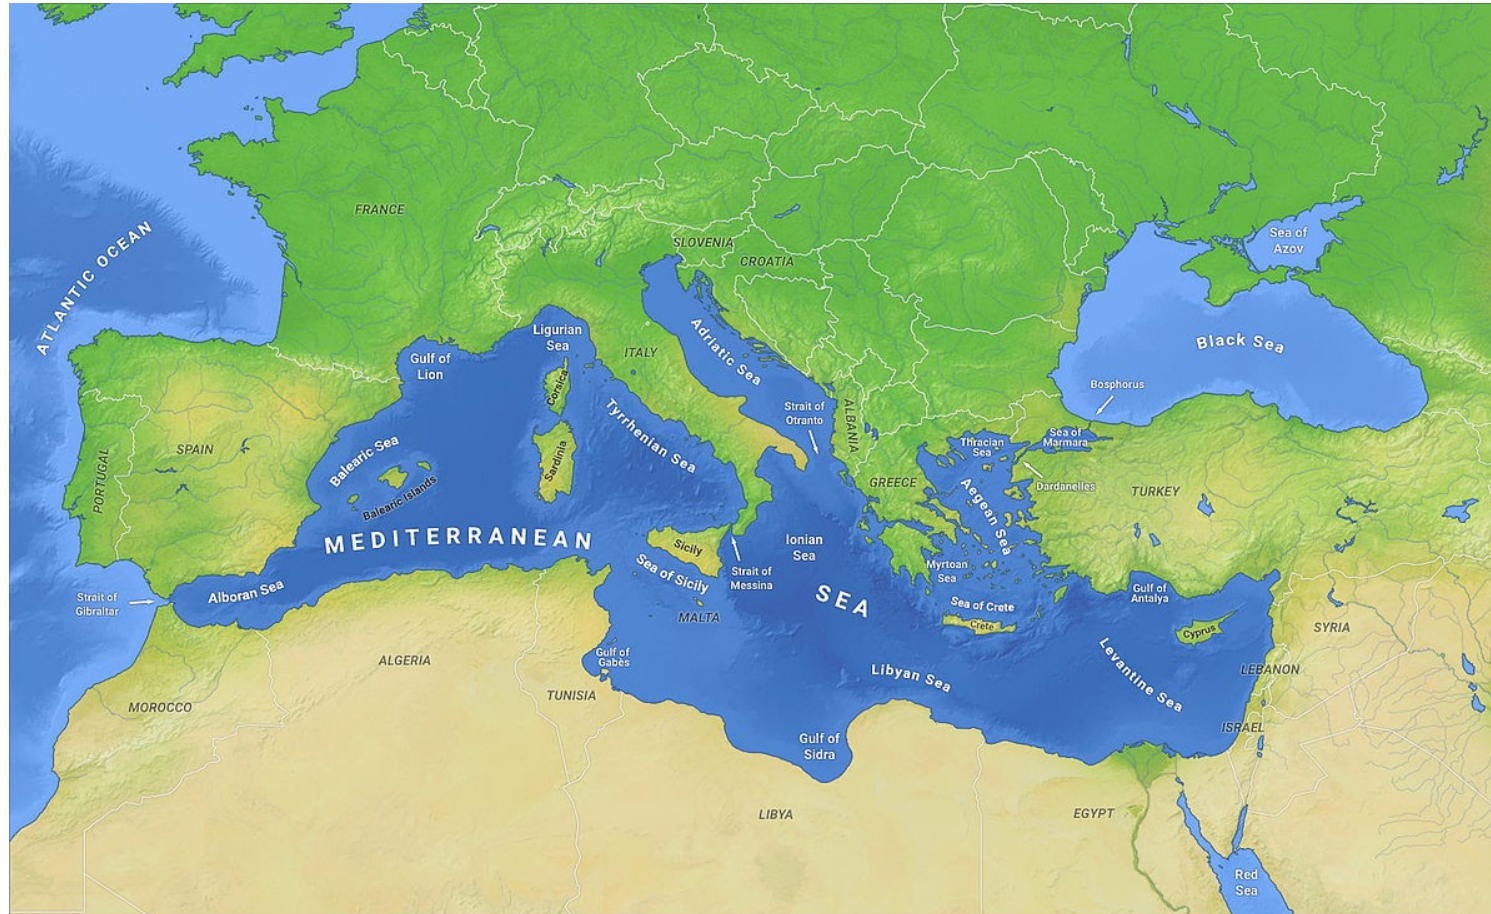 ATLANTIC OCEAN
FRANCE
SLOVENIA
CROATIA
Sea of
Azov
Black Sea
Ligurian
Sea
Gulf of
Lion
ITALY
Adriatic Sea
Corsica
Bosphorus
Strait of
Otranto
ALBANIA
Tyrrhenian Sea
Balearic Sea
SPAIN
PORTUGAL
Balearic Islands
Sardinia
Thracian
Sea
Sea of
Marmara
Dardanelles
GREECE
Aegean Sea
TURKEY
MEDITERRANEAN
SEA
Sicily
Ionian
Sea
Strait of
Messina
Sea of Sicily
MALTA
Myrtoan
Sea
Sea of Crete
Crete
Gulf of
Antalya
Cyprus
Strait of
Gibraltar
Alboran Sea
SYRIA
LEBANON
ISRAEL
Levantine Sea
Libyan Sea
Gulf of
Gabès
ALGERIA
TUNISIA
MOROCCO
Gulf of
Sidra
LIBYA
EGYPT
Red
Sea